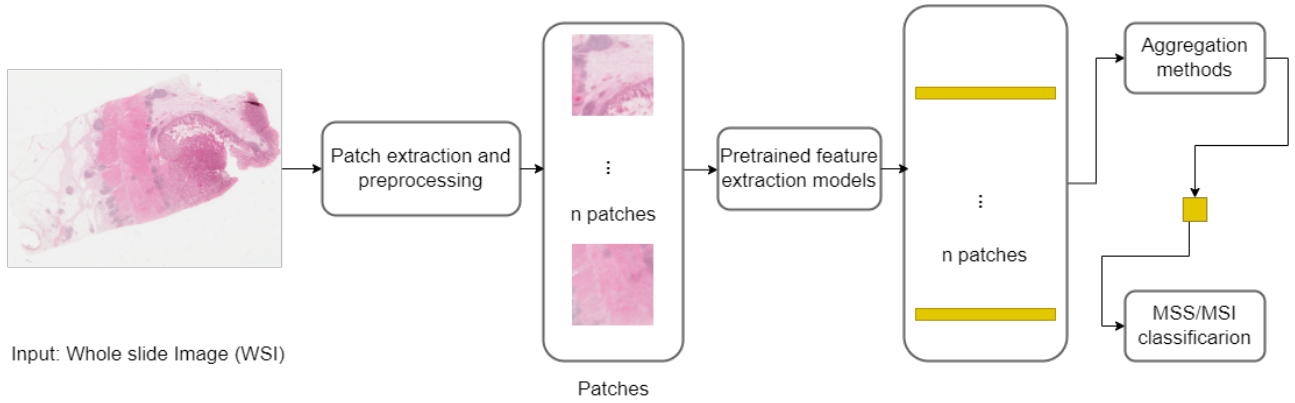 Input: Whole slide Image (WSI)
Patch extraction and
preprocessing
⋮
n patches
Patches
Pretrained feature
extraction models
⋮
n patches
Aggregation
methods
MSS/MSI
classificarion